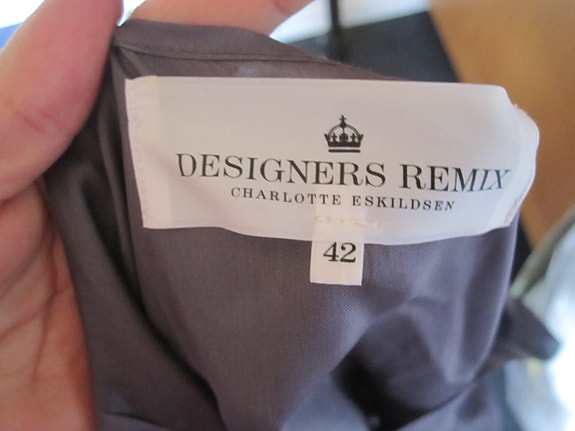 DESIGNERS REMIX
CHARLOTTE ESKILDSEN
42